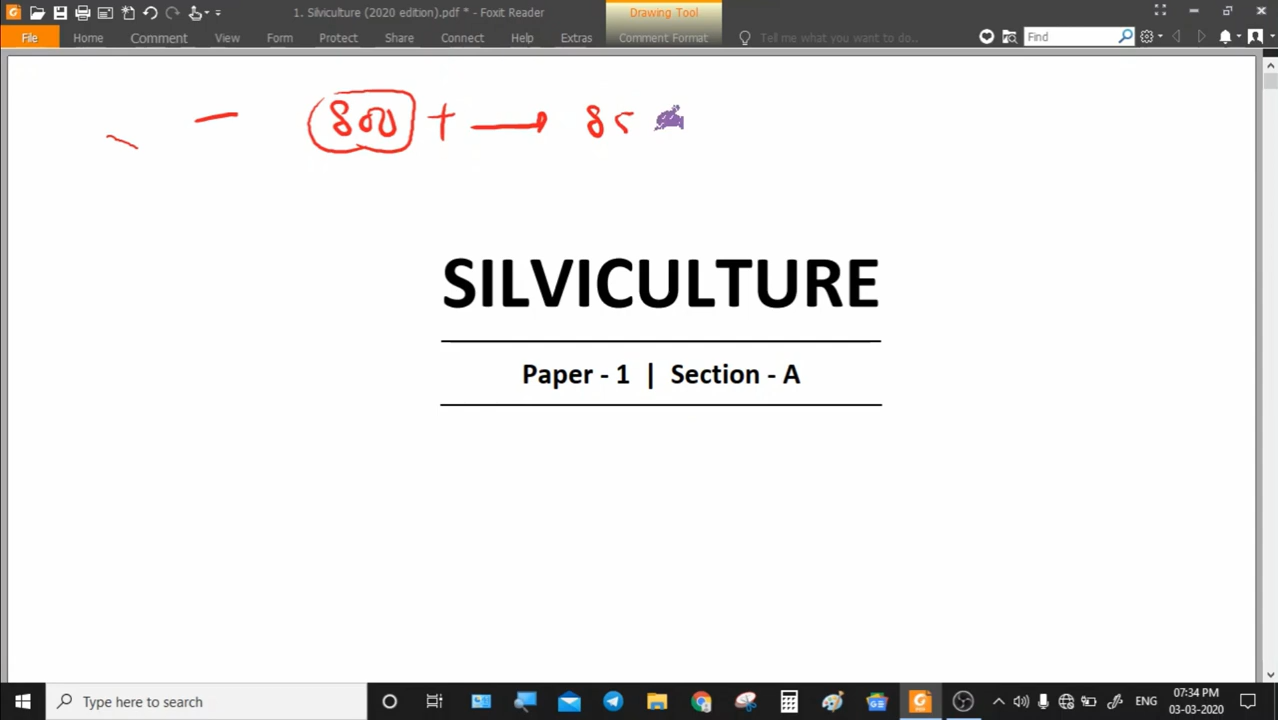 1. Silviculture (2020 edition).pdf * - Foxit Reader
Drawing Tool
File Home Comment View Form Protect Share Connect Help Extras Comment Format Tell me what you want to do... Find
800 + → 85
SILVICULTURE
Paper - 1 | Section - A
Type here to search
ENG
07:34 PM
03-03-2020